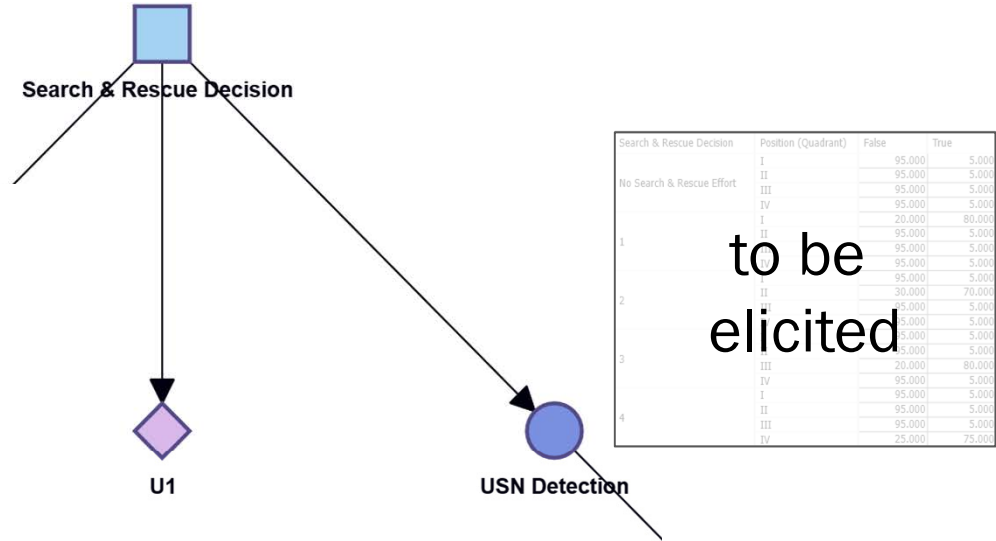 Search & Rescue Decision
Search & Rescue Decision Position (Quadrant) False True
No Search & Rescue Effort
I 95.000 5.000
II 95.000 5.000
III 95.000 5.000
IV 95.000 5.000
1
I 20.000 80.000
II 95.000 5.000
95.000 5.000
95.000 5.000
2
I 95.000 5.000
II 30.000 70.000
95.000 5.000
5.000
3
5.000
5.000
III 20.000 80.000
IV 95.000 5.000
4
I 95.000 5.000
II 95.000 5.000
III 95.000 5.000
IV 25.000 75.000
to be
elicited
U1
USN Detection